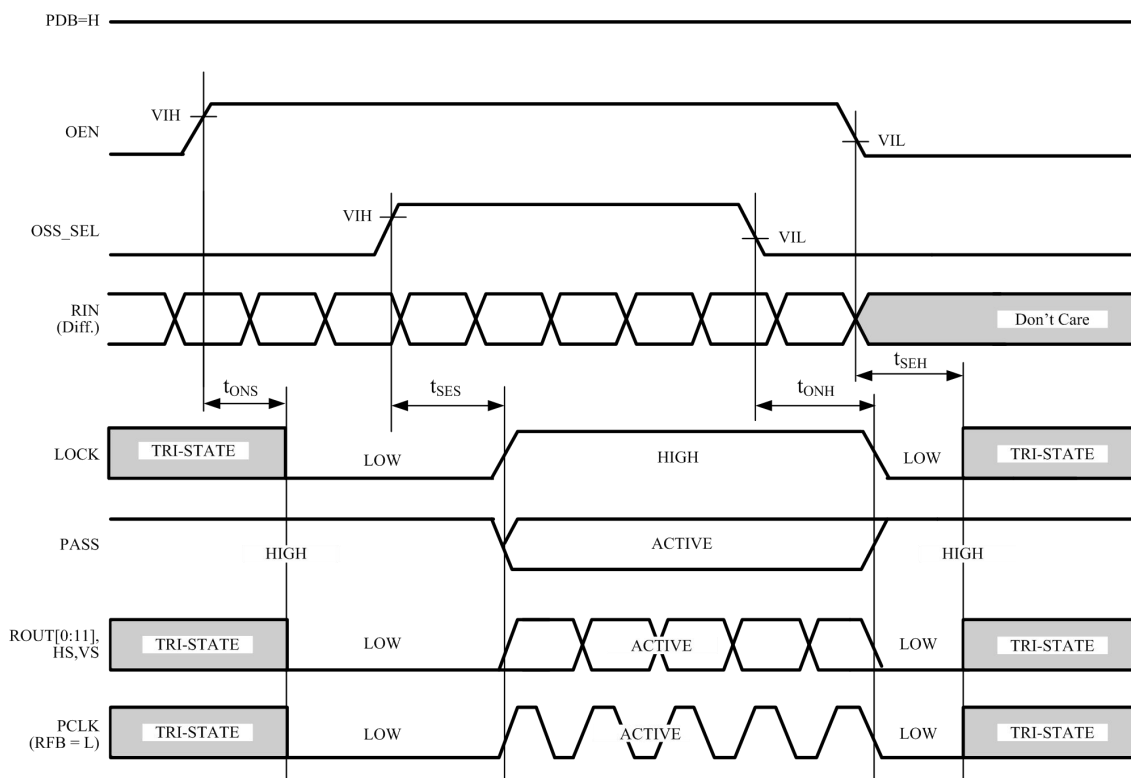 PDB=H
VIH
OEN
VIL
VIH
OSS_SEL
VIL
RIN
(Diff.)
Don't Care
tONS
tSES
tONH
tSEH
LOCK
TRI-STATE
LOW
HIGH
LOW
TRI-STATE
PASS
HIGH
ACTIVE
HIGH
ROUT[0:11],
HS,VS
TRI-STATE
LOW
ACTIVE
LOW
TRI-STATE
PCLK
(RFB = L)
TRI-STATE
LOW
ACTIVE
LOW
TRI-STATE